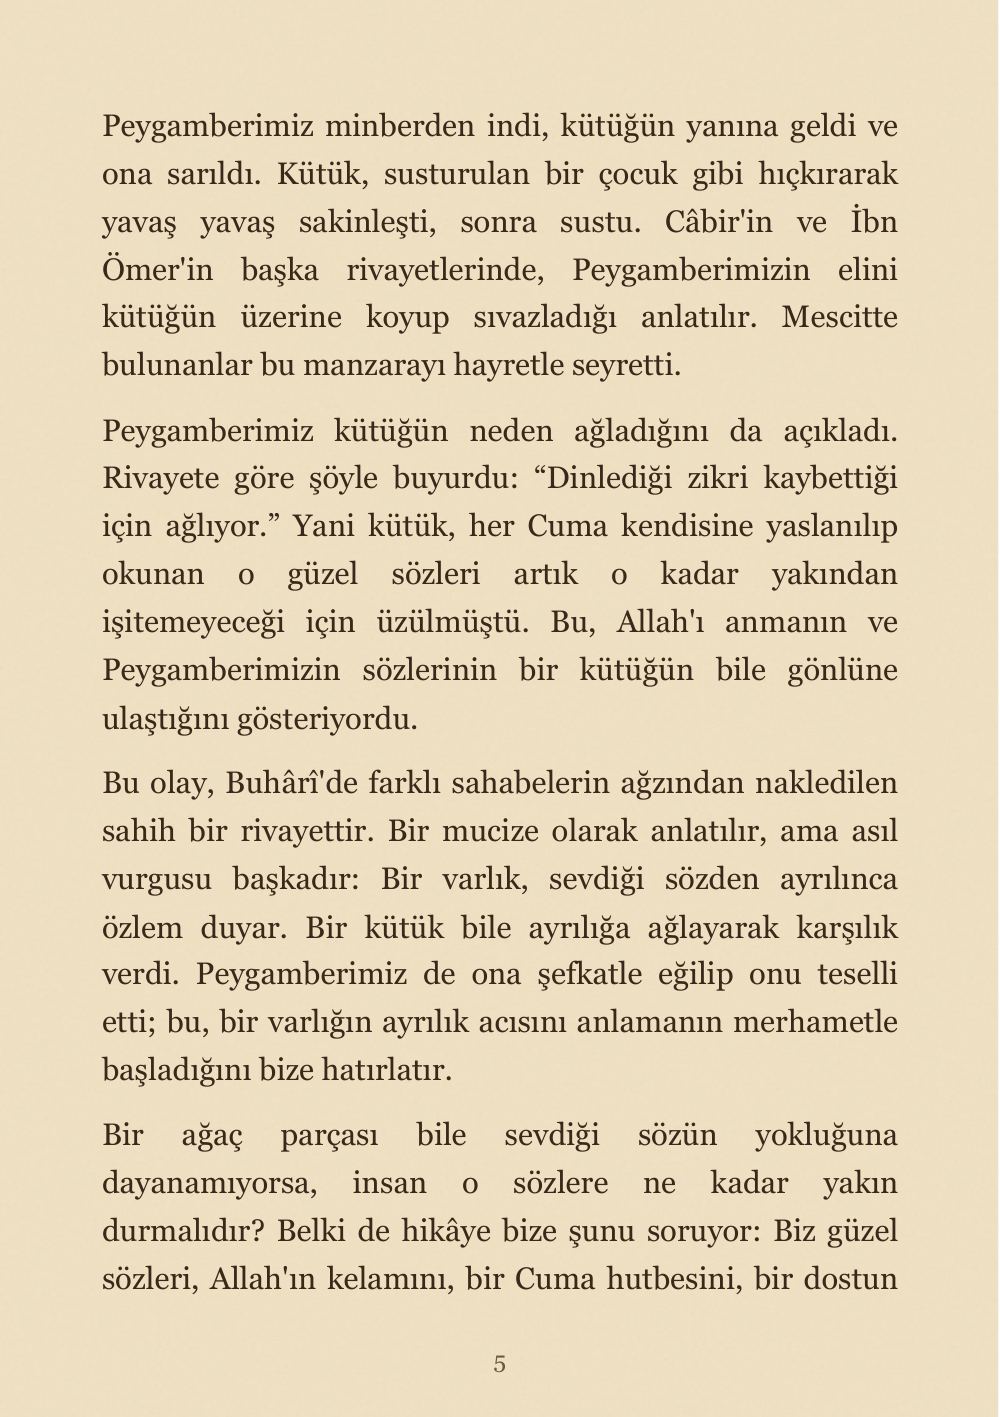 Peygamberimiz minberden indi, kütüğün yanına geldi ve
ona sarıldı. Kütük, susturulan bir çocuk gibi hıçkırarak
yavaş yavaş sakinleşti, sonra sustu. Câbir'in ve İbn
Ömer'in başka rivayetlerinde, Peygamberimizin elini
kütüğün üzerine koyup sıvazladığı anlatılır. Mescitte
bulunanlar bu manzarayı hayretle seyretti.
Peygamberimiz kütüğün neden ağladığını da açıkladı.
Rivayete göre şöyle buyurdu: “Dinlediği zikri kaybettiği
için ağlıyor.” Yani kütük, her Cuma kendisine yaslanılıp
okunan o güzel sözleri artık o kadar yakından
işitemeyeceği için üzülmüştü. Bu, Allah'ı anmanın ve
Peygamberimizin sözlerinin bir kütüğün bile gönlüne
ulaştığını gösteriyordu.
Bu olay, Buhârî'de farklı sahabelerin ağzından nakledilen
sahih bir rivayettir. Bir mucize olarak anlatılır, ama asıl
vurgusu başkadır: Bir varlık, sevdiği sözden ayrılınca
özlem duyar. Bir kütük bile ayrılığa ağlayarak karşılık
verdi. Peygamberimiz de ona şefkatle eğilip onu teselli
etti; bu, bir varlığın ayrılık acısını anlamanın merhametle
başladığını bize hatırlatır.
Bir ağaç parçası bile sevdiği sözün yokluğuna
dayanamıyorsa, insan o sözlere ne kadar yakın
durmalıdır? Belki de hikâye bize şunu soruyor: Biz güzel
sözleri, Allah'ın kelamını, bir Cuma hutbesini, bir dostun
5